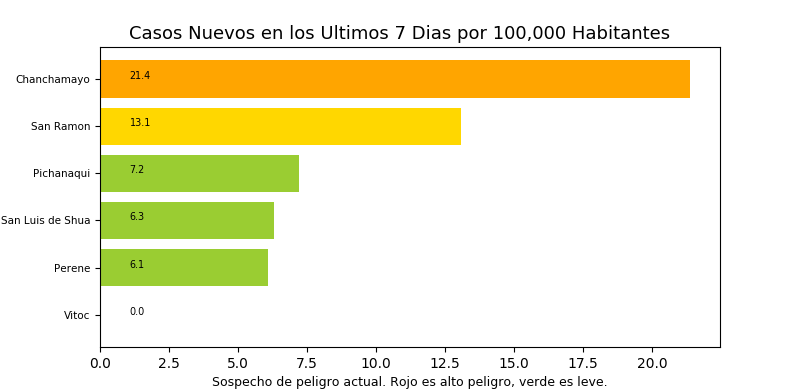 Casos Nuevos en los Ultimos 7 Dias por 100,000 Habitantes
Chanchamayo 21.4
San Ramon 13.1
Pichanaqui 7.2
San Luis de Shua 6.3
Perene 6.1
Vitoc 0.0
0.0 2.5 5.0 7.5 10.0 12.5 15.0 17.5 20.0
Sospecho de peligro actual. Rojo es alto peligro, verde es leve.